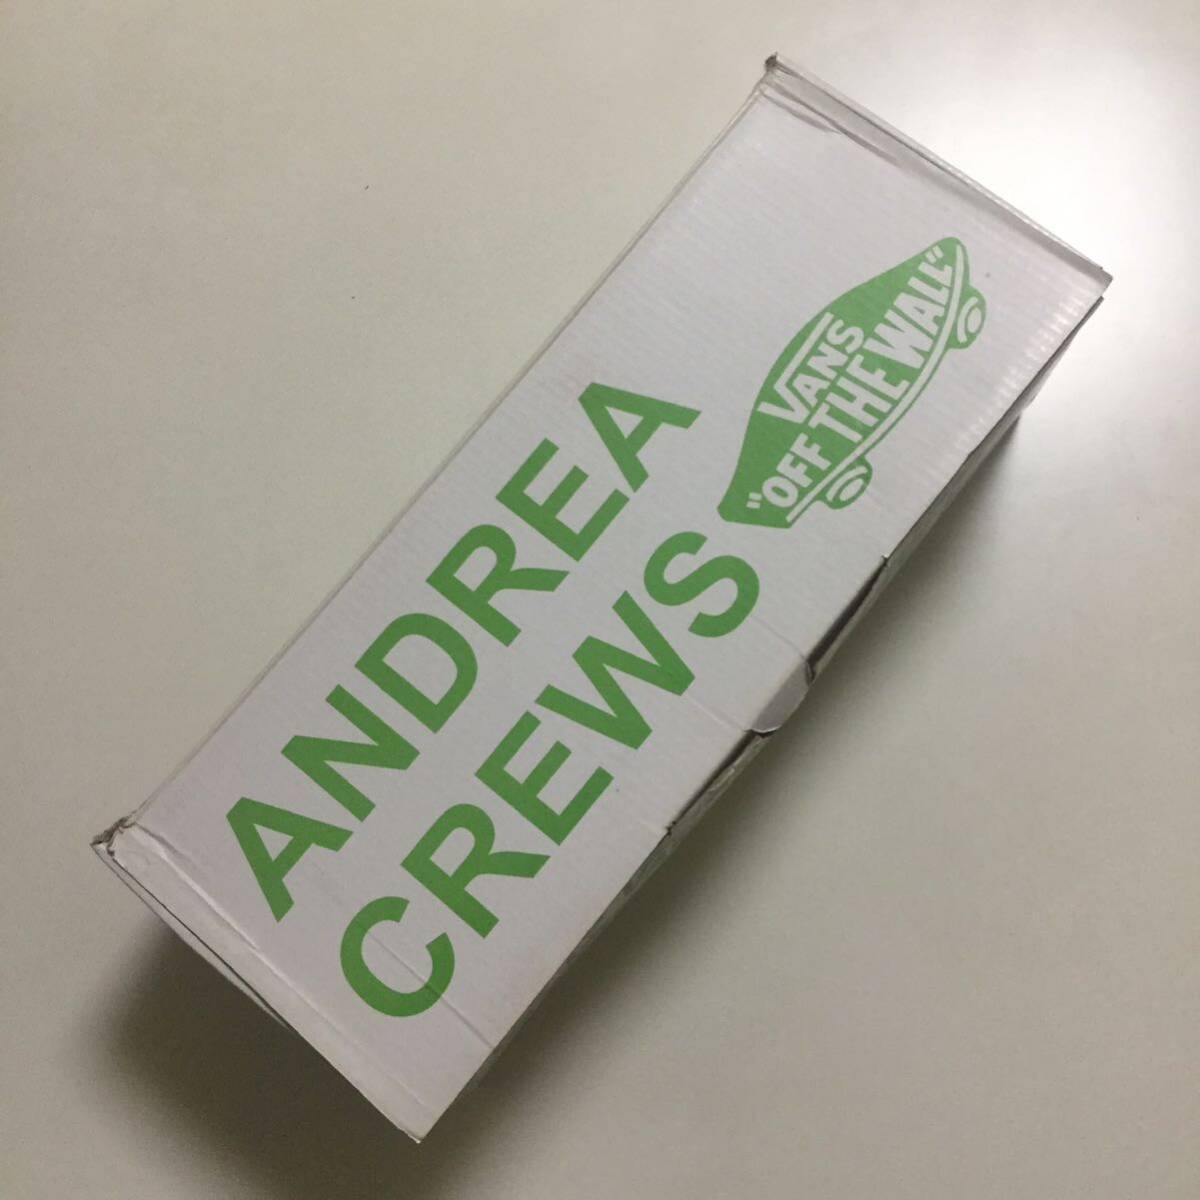 ANDREA
CREWS
VANS
"OFF THE WALL"